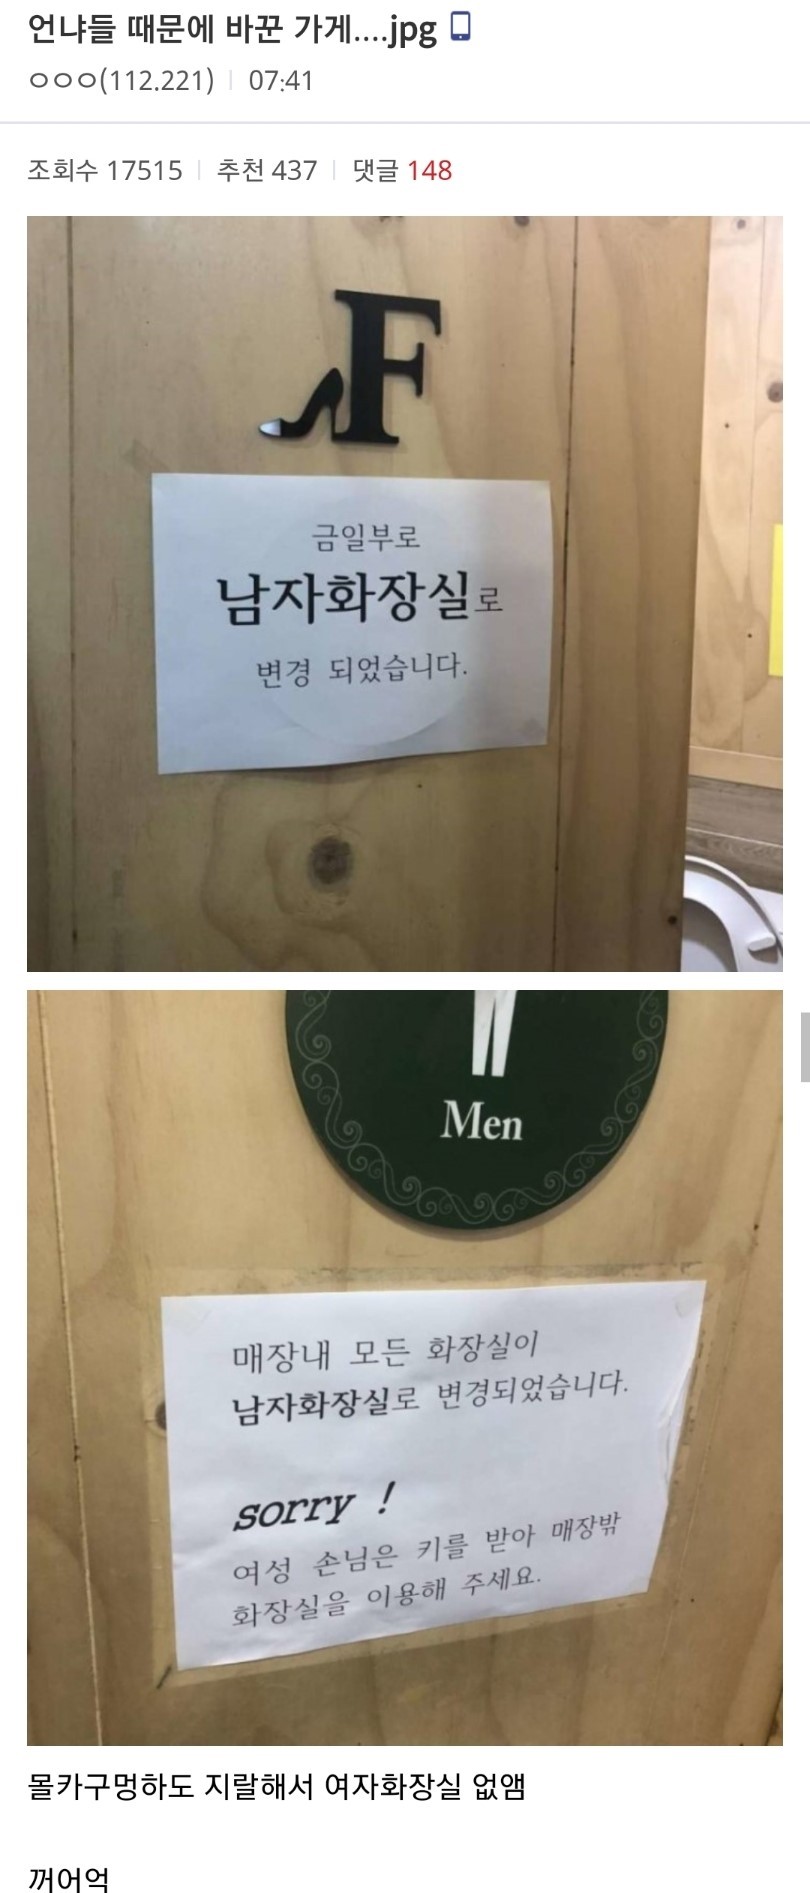 언냐들 때문에 바꾼 가게....jpg
ㅇㅇㅇ(112.221) | 07:41
조회수 17515 | 추천 437 | 댓글 148
F
금일부로
남자화장실로
변경 되었습니다.
Men
매장내 모든 화장실이
남자화장실로 변경되었습니다.
sorry !
여성 손님은 키를 받아 매장밖
화장실을 이용해 주세요.
몰카구멍하도 지랄해서 여자화장실 없앰
꺼어억